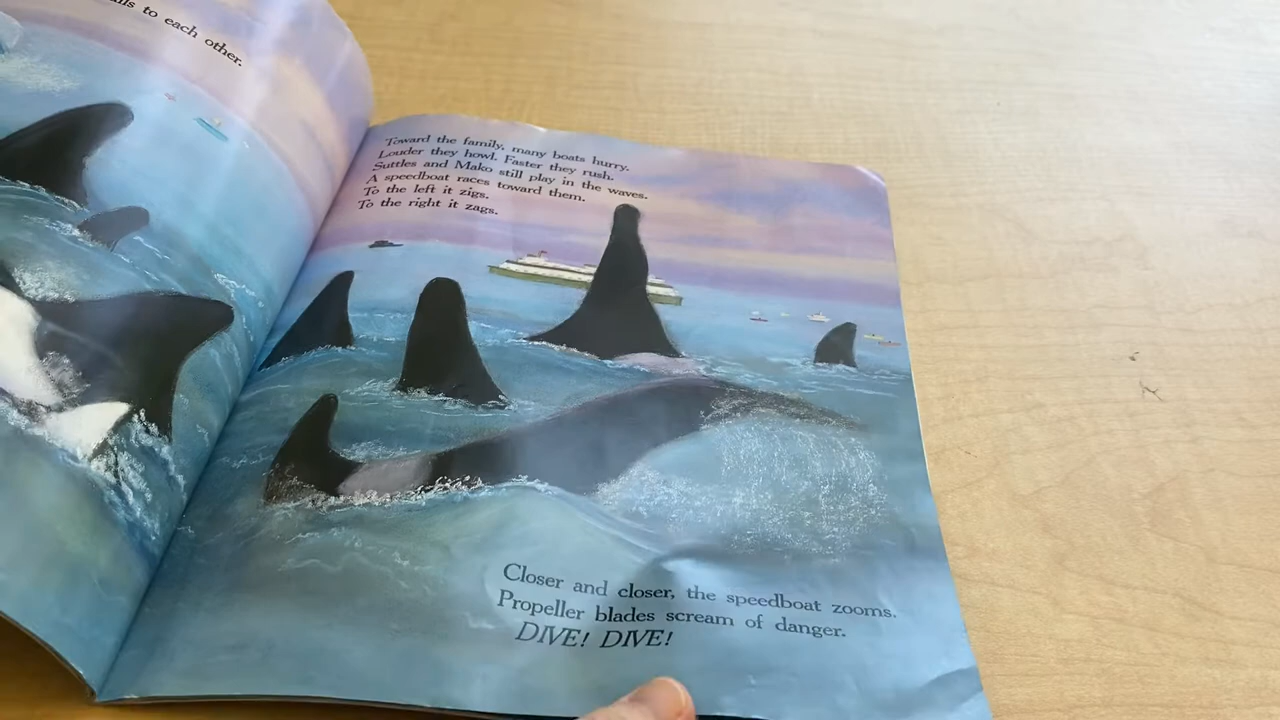 to each other.
Toward the family, many boats hurry.
Louder they howl. Faster they rush.
Suttles and Mako still play in the waves.
A speedboat races toward them.
To the left it zigs.
To the right it zags.
Closer and closer, the speedboat zooms.
Propeller blades scream of danger.
DIVE! DIVE!